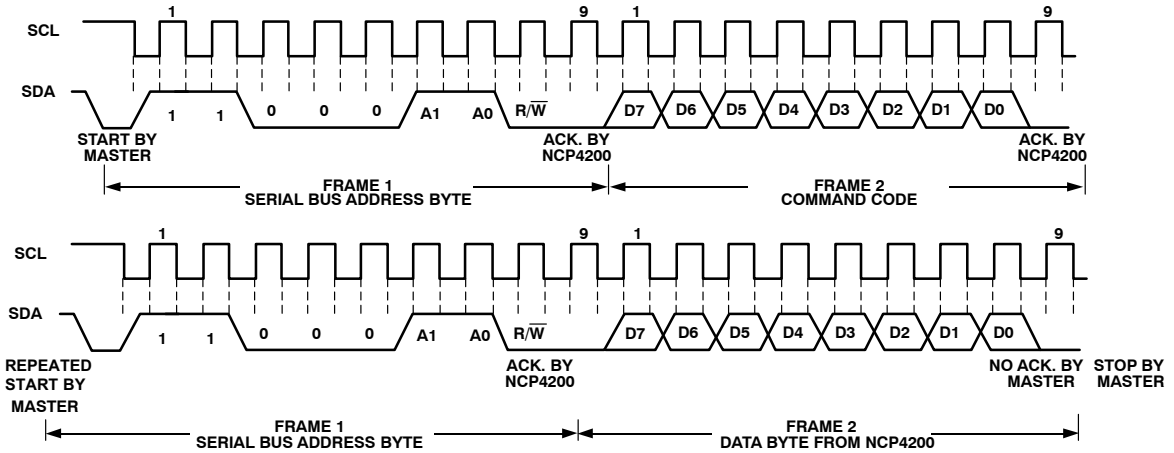 1 9 1 9
SCL
SDA
1 1 0 0 0 A1 A0 R/W̅ D7 D6 D5 D4 D3 D2 D1 D0
START BY
MASTER
ACK. BY
NCP4200
ACK. BY
NCP4200
FRAME 1
SERIAL BUS ADDRESS BYTE
FRAME 2
COMMAND CODE
1 9 1 9
SCL
SDA
1 1 0 0 0 A1 A0 R/W̅ D7 D6 D5 D4 D3 D2 D1 D0
REPEATED
START BY
MASTER
ACK. BY
NCP4200
NO ACK. BY
MASTER
STOP BY
MASTER
FRAME 1
SERIAL BUS ADDRESS BYTE
FRAME 2
DATA BYTE FROM NCP4200